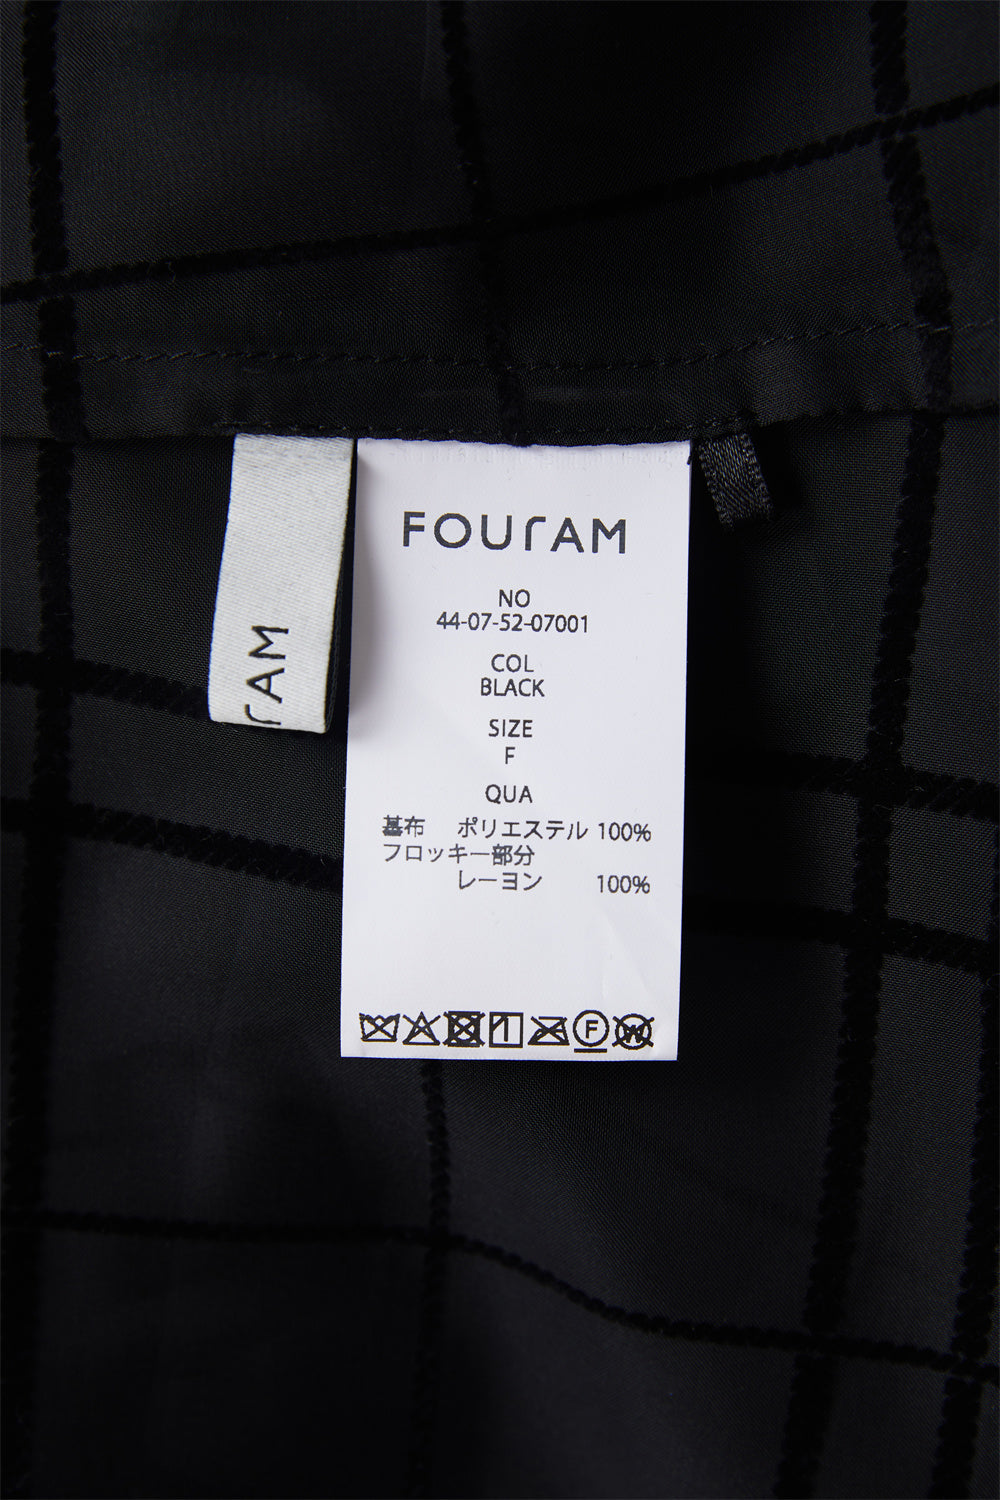 FOURAM
NO
44-07-52-07001
COL
BLACK
SIZE
F
QUA
基布 ポリエステル 100%
フロッキー部分
レーヨン 100%
F
W
RAM